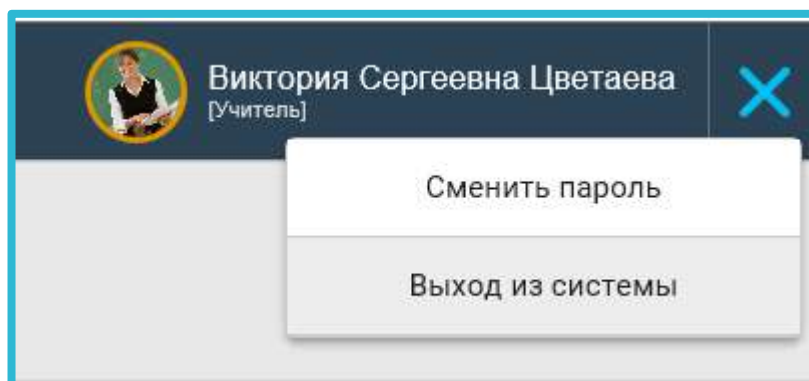 Виктория Сергеевна Цветаева
[Учитель]
Сменить пароль
Выход из системы